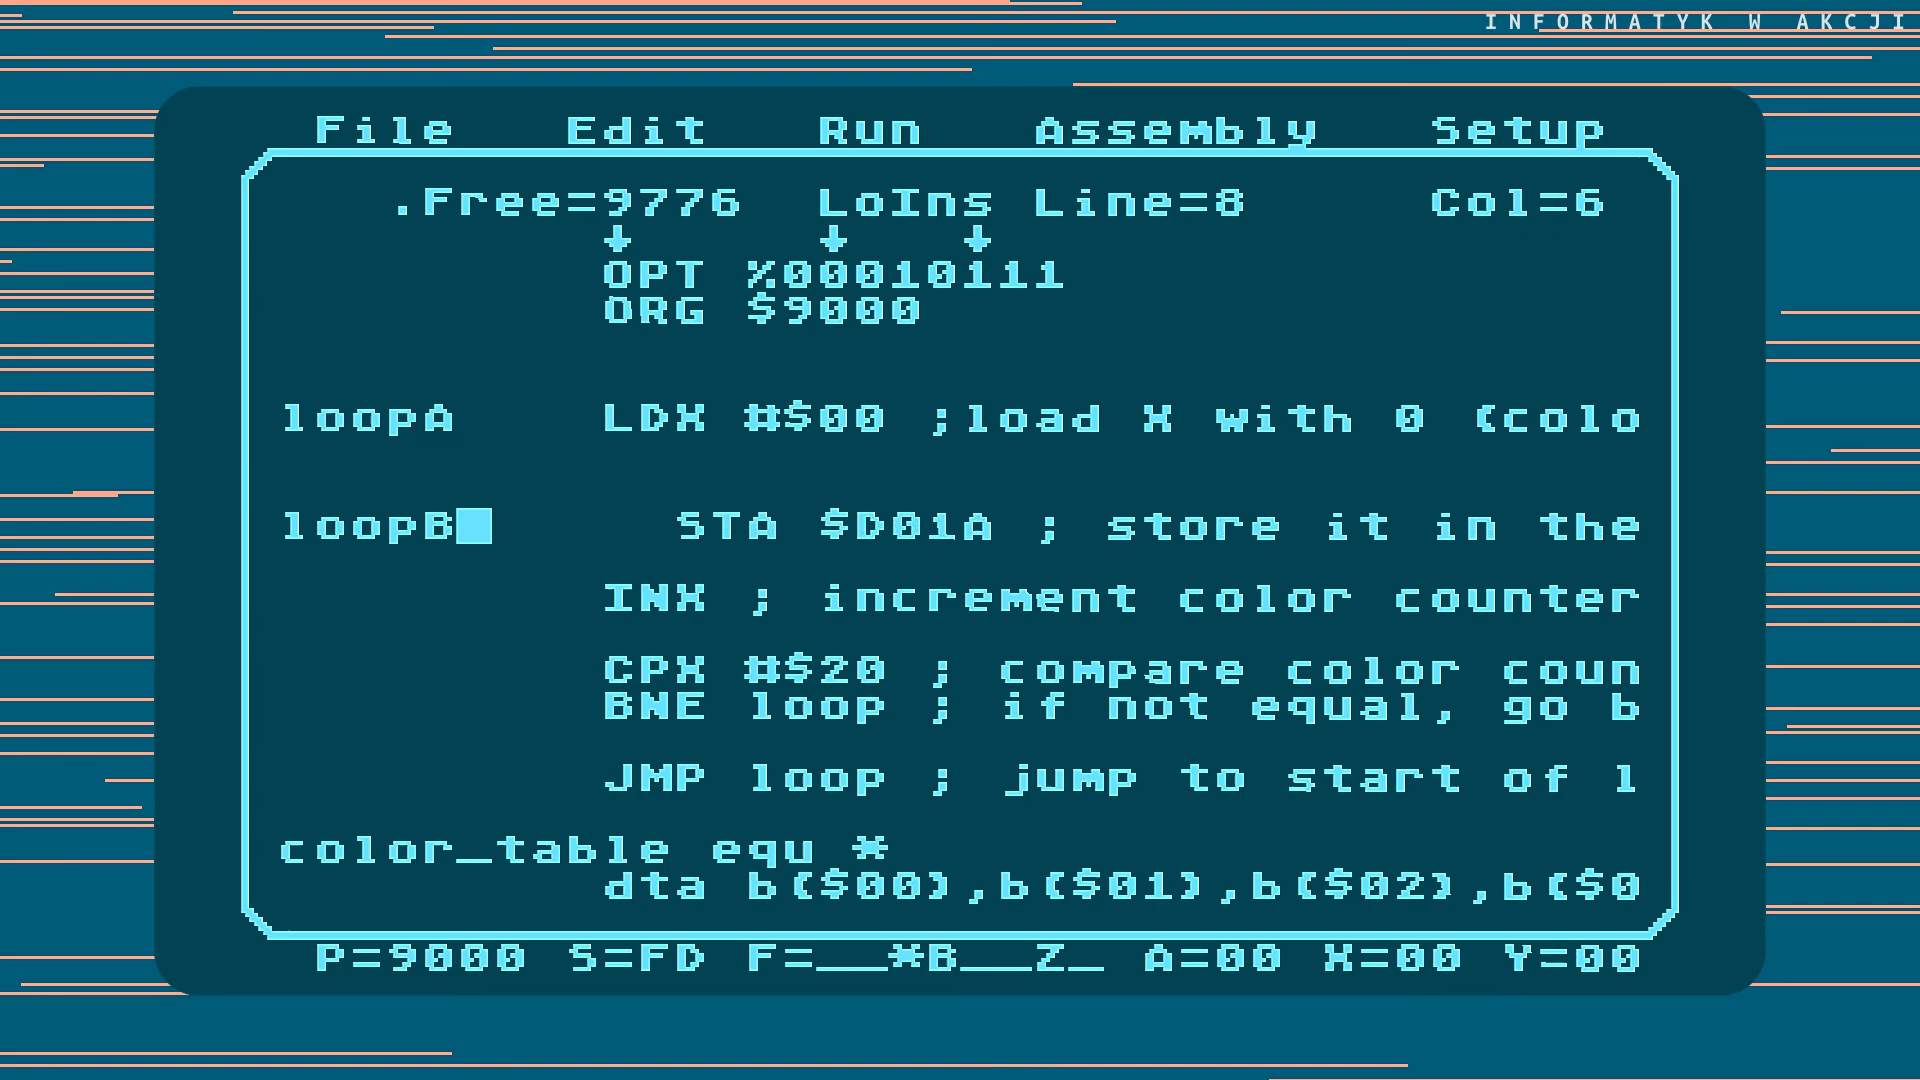 INFORMATYK W AKCJI
File Edit Run Assembly Setup
.Free=9776 LoIns Line=8 Col=6
OPT %00010111
ORG $9000
loopA LDX #$00 ;load X with 0 (colo
loopB STA $D01A ; store it in the
INX ; increment color counter
CPX #$20 ; compare color coun
BNE loop ; if not equal, go b
JMP loop ; jump to start of l
color_table equ *
dta b($00),b($01),b($02),b($0
P=9000 S=FD F=__*B__Z_ A=00 X=00 Y=00